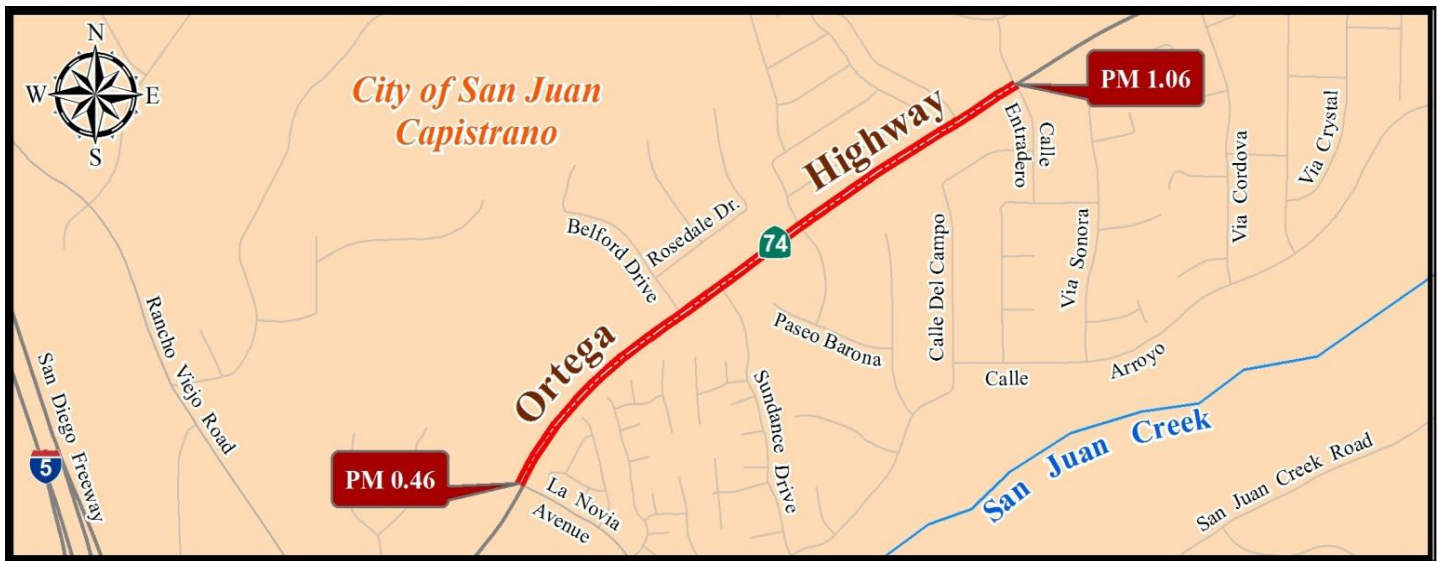 N
W
E
S
City of San Juan
Capistrano
PM 1.06
Highway
Calle
Entradero
Via Cordova
Via Crystal
Rosedale Dr.
Belford Drive
74
Calle Del Campo
Via Sonora
Rancho Viejo Road
Ortega
Paseo Barona
Calle
Arroyo
San Diego Freeway
5
Sundance Drive
San Juan Creek
San Juan Creek Road
PM 0.46
La Novia
Avenue